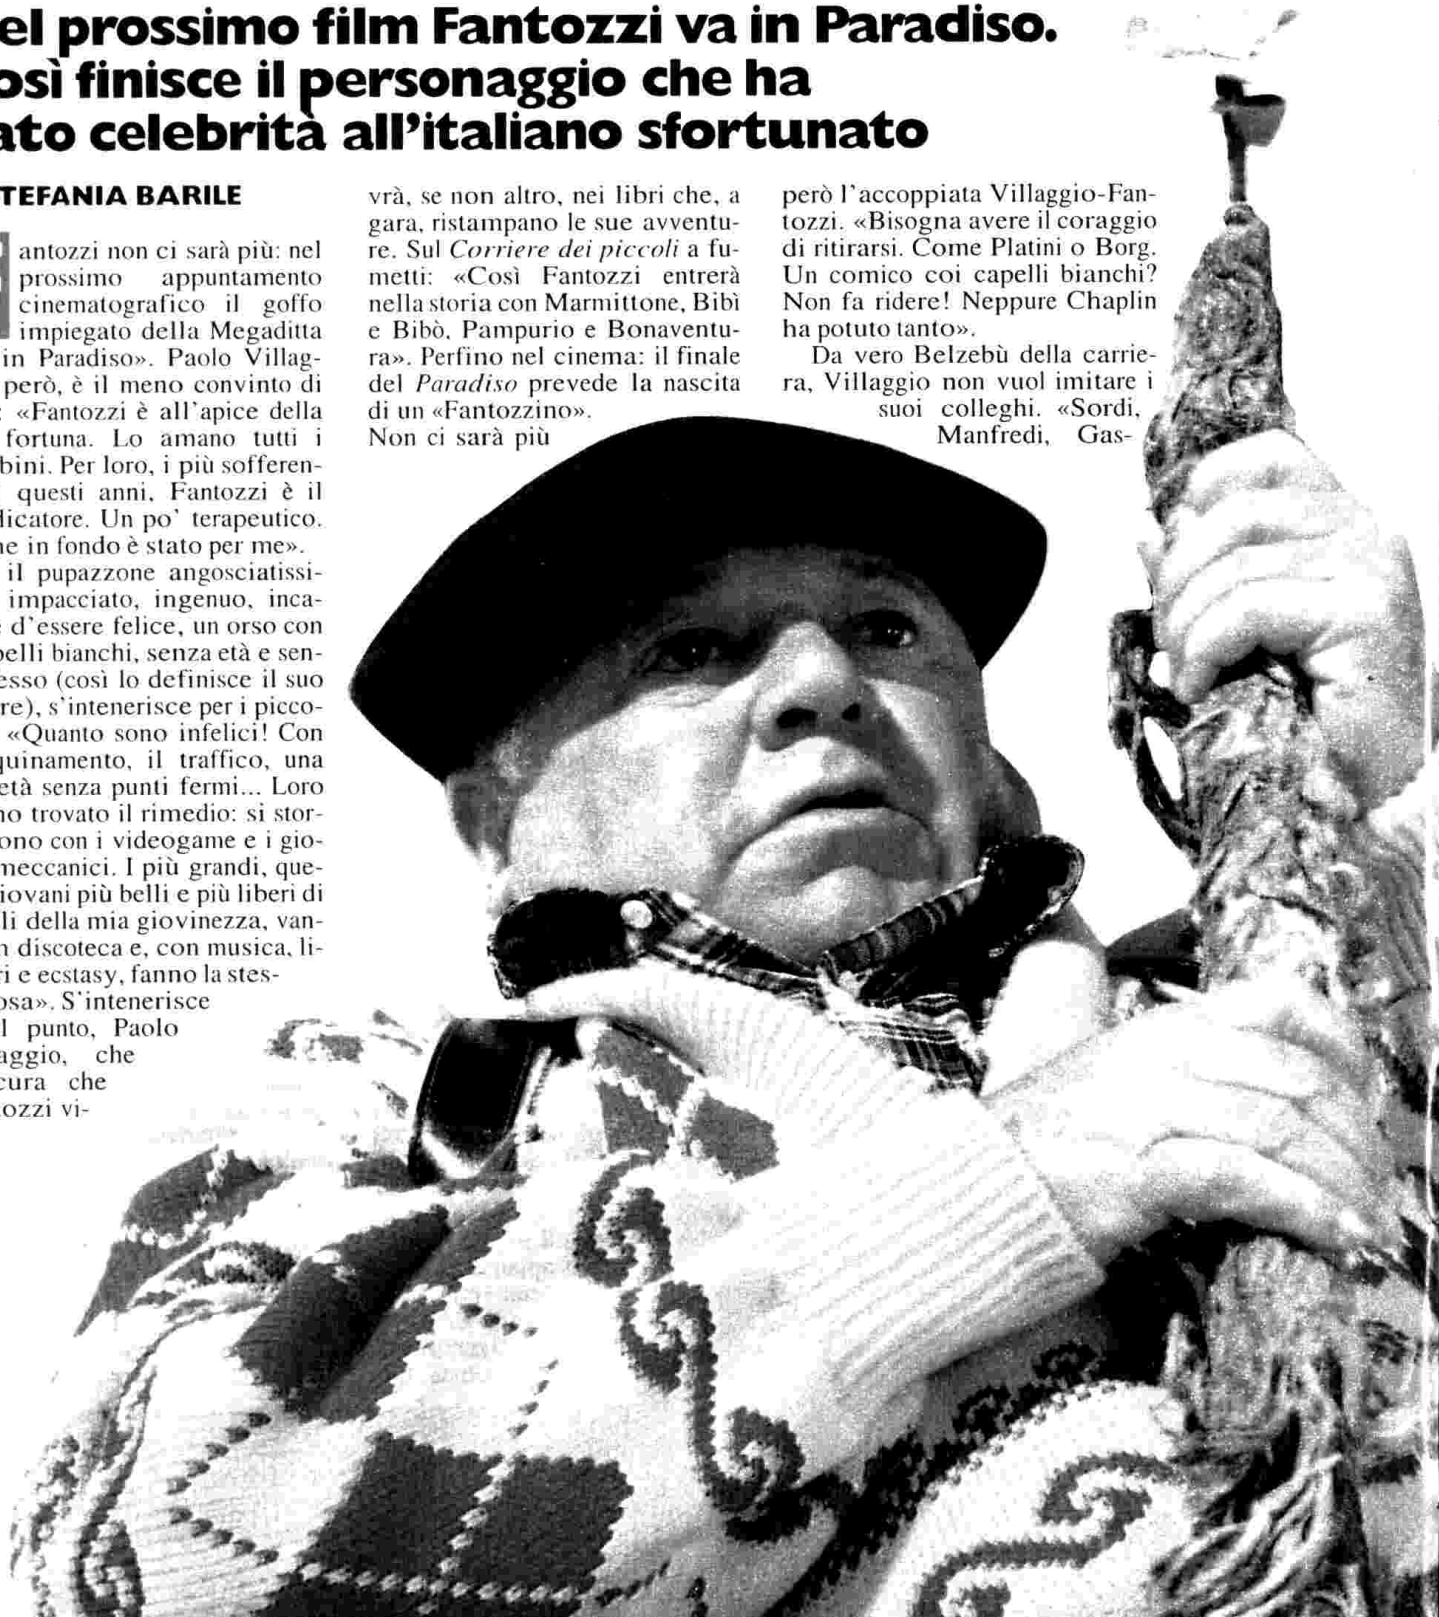 el prossimo film Fantozzi va in Paradiso.
osì finisce il personaggio che ha
ato celebrità all'italiano sfortunato
TEFANIA BARILE
antozzi non ci sarà più: nel
prossimo appuntamento
cinematografico il goffo
impiegato della Megaditta
in Paradiso». Paolo Villag-
però, è il meno convinto di
: «Fantozzi è all'apice della
fortuna. Lo amano tutti i
bini. Per loro, i più sofferen-
questi anni, Fantozzi è il
dicatore. Un po' terapeutico.
ne in fondo è stato per me».
il pupazzone angosciatissi-
impacciato, ingenuo, inca-
e d'essere felice, un orso con
pelli bianchi, senza età e sen-
esso (così lo definisce il suo
re), s'intenerisce per i picco-
«Quanto sono infelici! Con
quinamento, il traffico, una
età senza punti fermi... Loro
no trovato il rimedio: si stor-
ono con i videogame e i gio-
meccanici. I più grandi, que-
iovani più belli e più liberi di
li della mia giovinezza, van-
n discoteca e, con musica, li-
ri e ecstasy, fanno la stes-
osa». S'intenerisce
l punto, Paolo
aggio, che
cura che
ozzi vi-
vrà, se non altro, nei libri che, a
gara, ristampano le sue avventu-
re. Sul Corriere dei piccoli a fu-
metti: «Così Fantozzi entrerà
nella storia con Marmittone, Bibì
e Bibò, Pampurio e Bonaventu-
ra». Perfino nel cinema: il finale
del Paradiso prevede la nascita
di un «Fantozzino».
Non ci sarà più
però l'accoppiata Villaggio-Fan-
tozzi. «Bisogna avere il coraggio
di ritirarsi. Come Platini o Borg.
Un comico coi capelli bianchi?
Non fa ridere! Neppure Chaplin
ha potuto tanto».
Da vero Belzebù della carrie-
ra, Villaggio non vuol imitare i
suoi colleghi. «Sordi,
Manfredi, Gas-